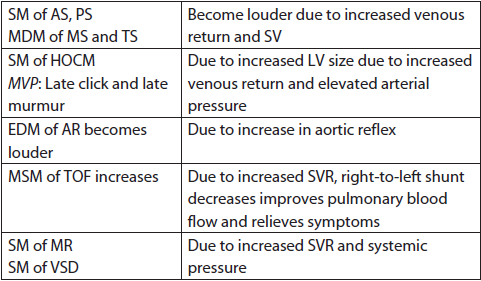 SM of AS, PS
MDM of MS and TS
Become louder due to increased venous
return and SV
SM of HOCM
MVP: Late click and late
murmur
Due to increased LV size due to increased
venous return and elevated arterial
pressure
EDM of AR becomes
louder
Due to increase in aortic reflex
MSM of TOF increases
Due to increased SVR, right-to-left shunt
decreases improves pulmonary blood
flow and relieves symptoms
SM of MR
SM of VSD
Due to increased SVR and systemic
pressure